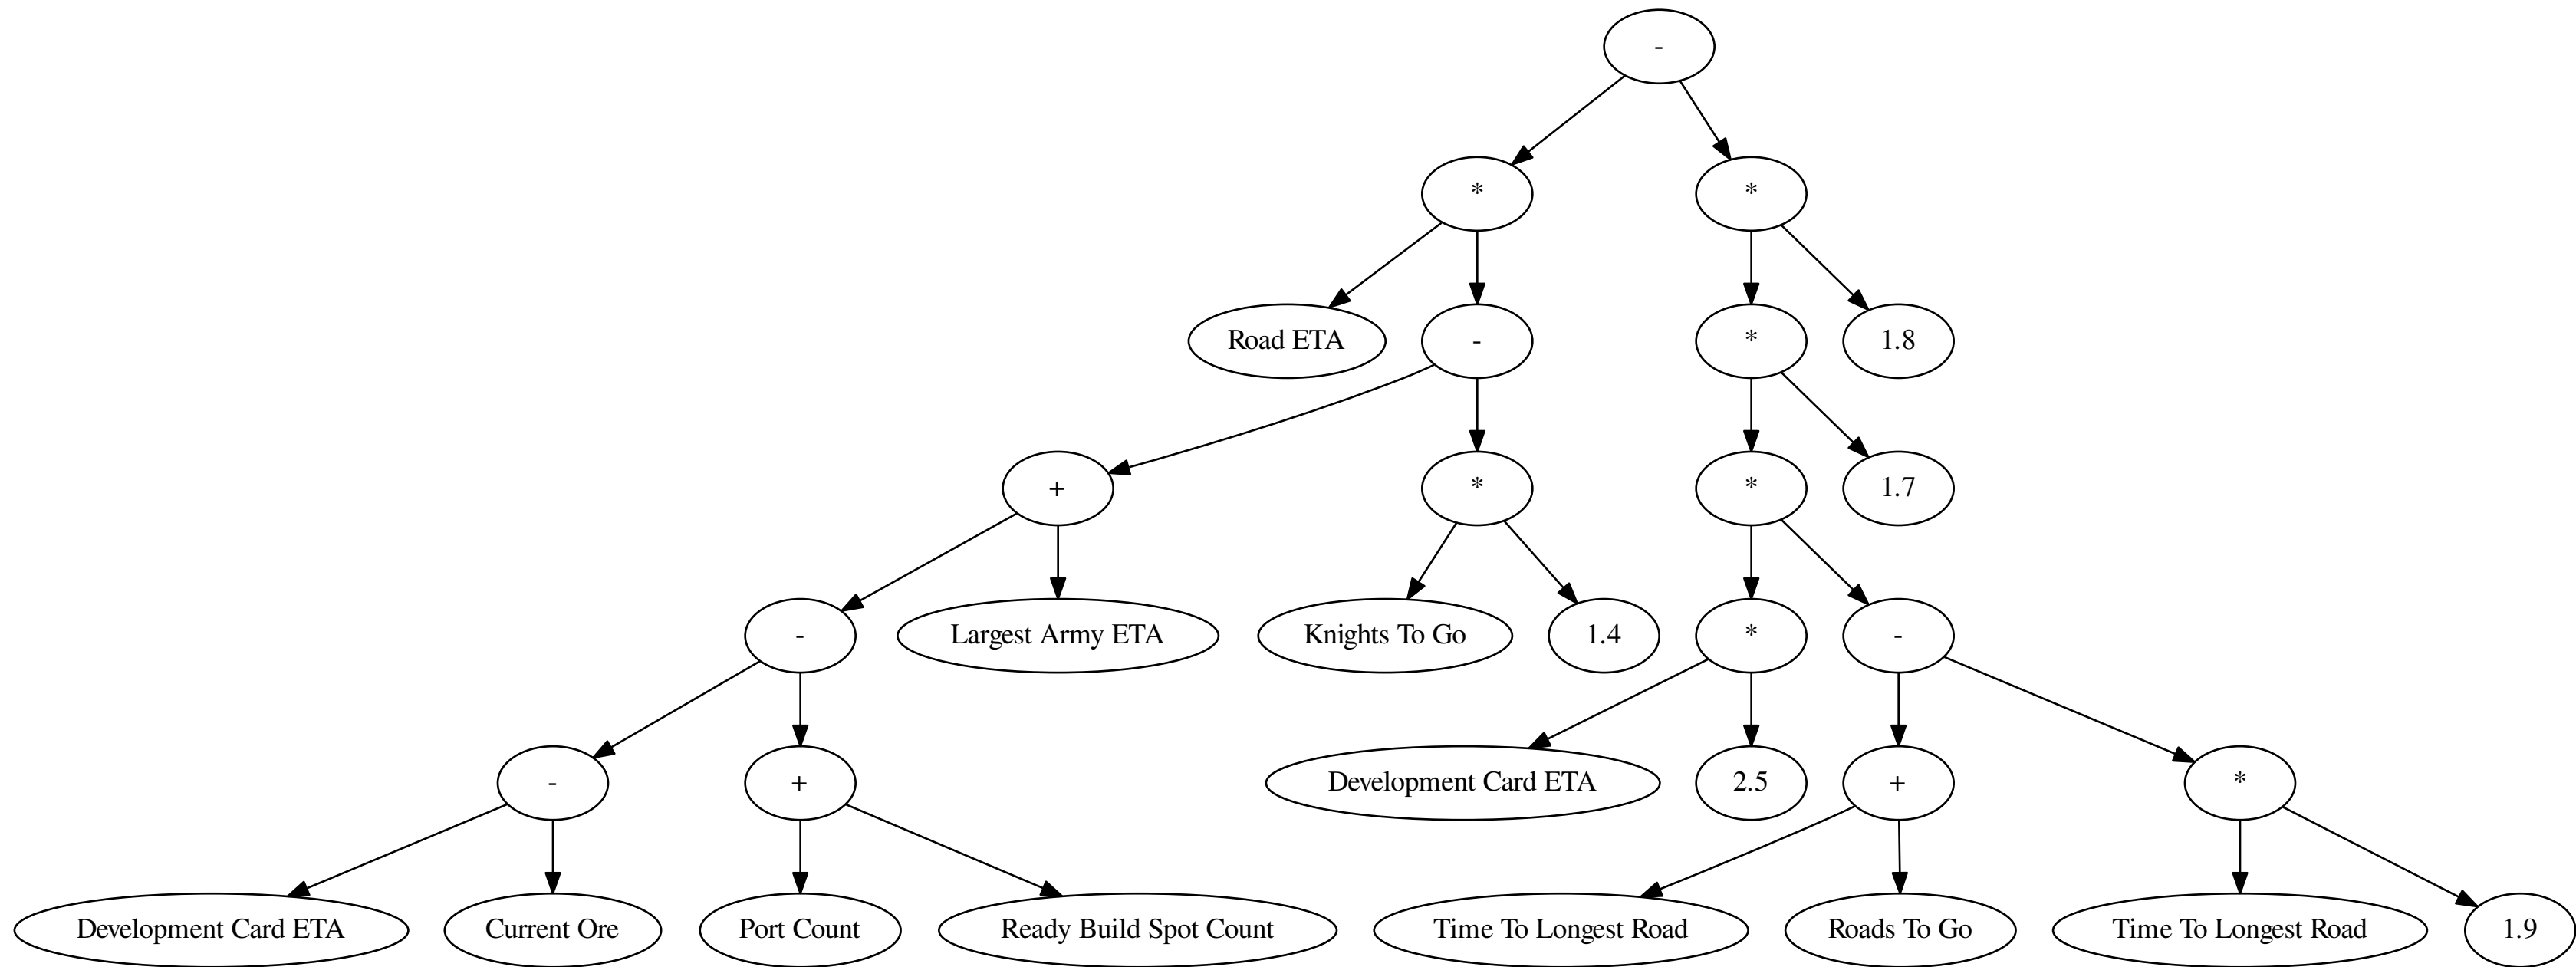 -
*
*
Road ETA
-
*
1.8
+
*
*
1.7
-
Largest Army ETA
Knights To Go
1.4
*
-
-
+
Development Card ETA
2.5
+
*
Development Card ETA
Current Ore
Port Count
Ready Build Spot Count
Time To Longest Road
Roads To Go
Time To Longest Road
1.9